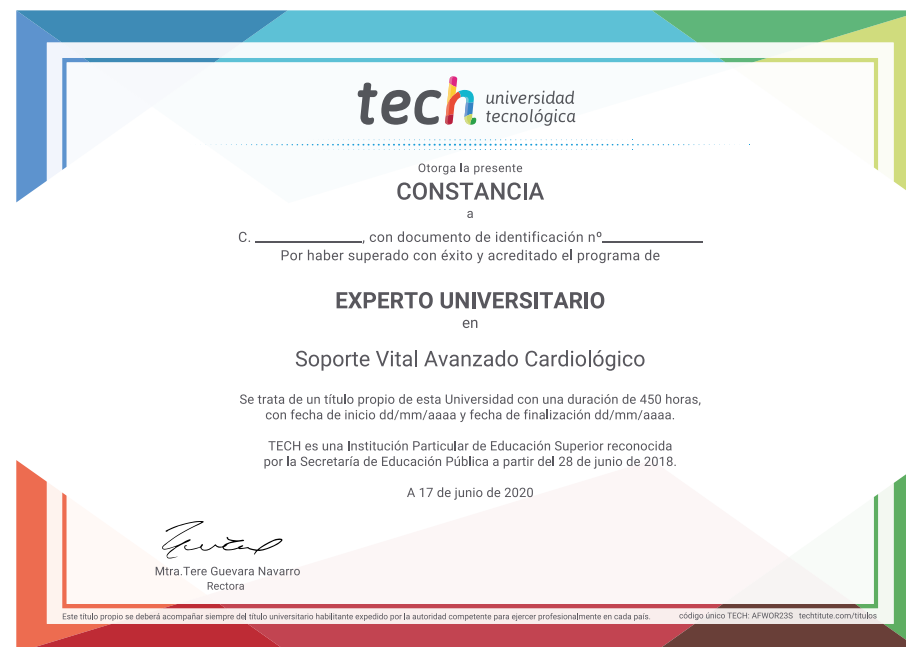 tech universidad
tecnológica
Otorga la presente
CONSTANCIA
a
C. ____________, con documento de identificación nº____________
Por haber superado con éxito y acreditado el programa de
EXPERTO UNIVERSITARIO
en
Soporte Vital Avanzado Cardiológico
Se trata de un título propio de esta Universidad con una duración de 450 horas,
con fecha de inicio dd/mm/aaaa y fecha de finalización dd/mm/aaaa.
TECH es una Institución Particular de Educación Superior reconocida
por la Secretaría de Educación Pública a partir del 28 de junio de 2018.
A 17 de junio de 2020
Mtra.Tere Guevara Navarro
Rectora
Este título propio se deberá acompañar siempre del título universitario habilitante expedido por la autoridad competente para ejercer profesionalmente en cada país. código único TECH: AFWOR23S techtitute.com/titulos